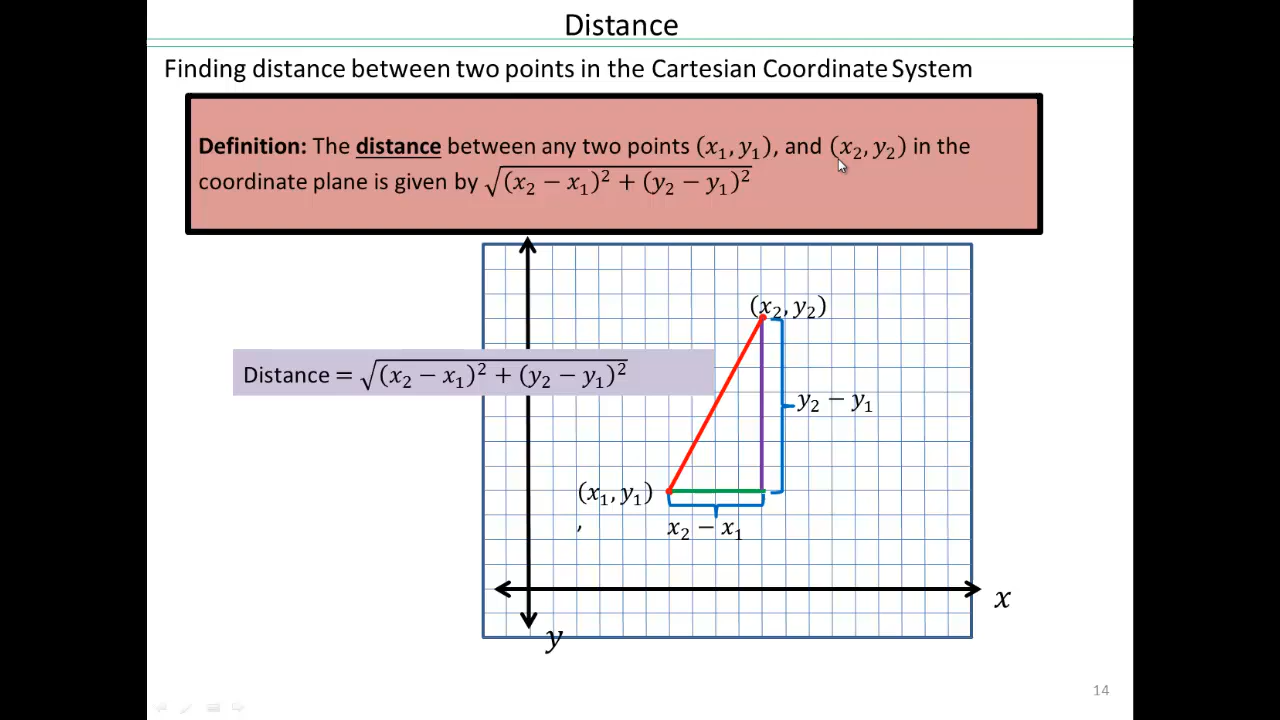 Distance
Finding distance between two points in the Cartesian Coordinate System
Definition: The distance between any two points (x₁, y₁), and (x₂, y₂) in the
coordinate plane is given by √(x₂ − x₁)² + (y₂ − y₁)²
(x₂, y₂)
Distance = √(x₂ − x₁)² + (y₂ − y₁)²
y₂ − y₁
(x₁, y₁)
,
x₂ − x₁
x
y
14